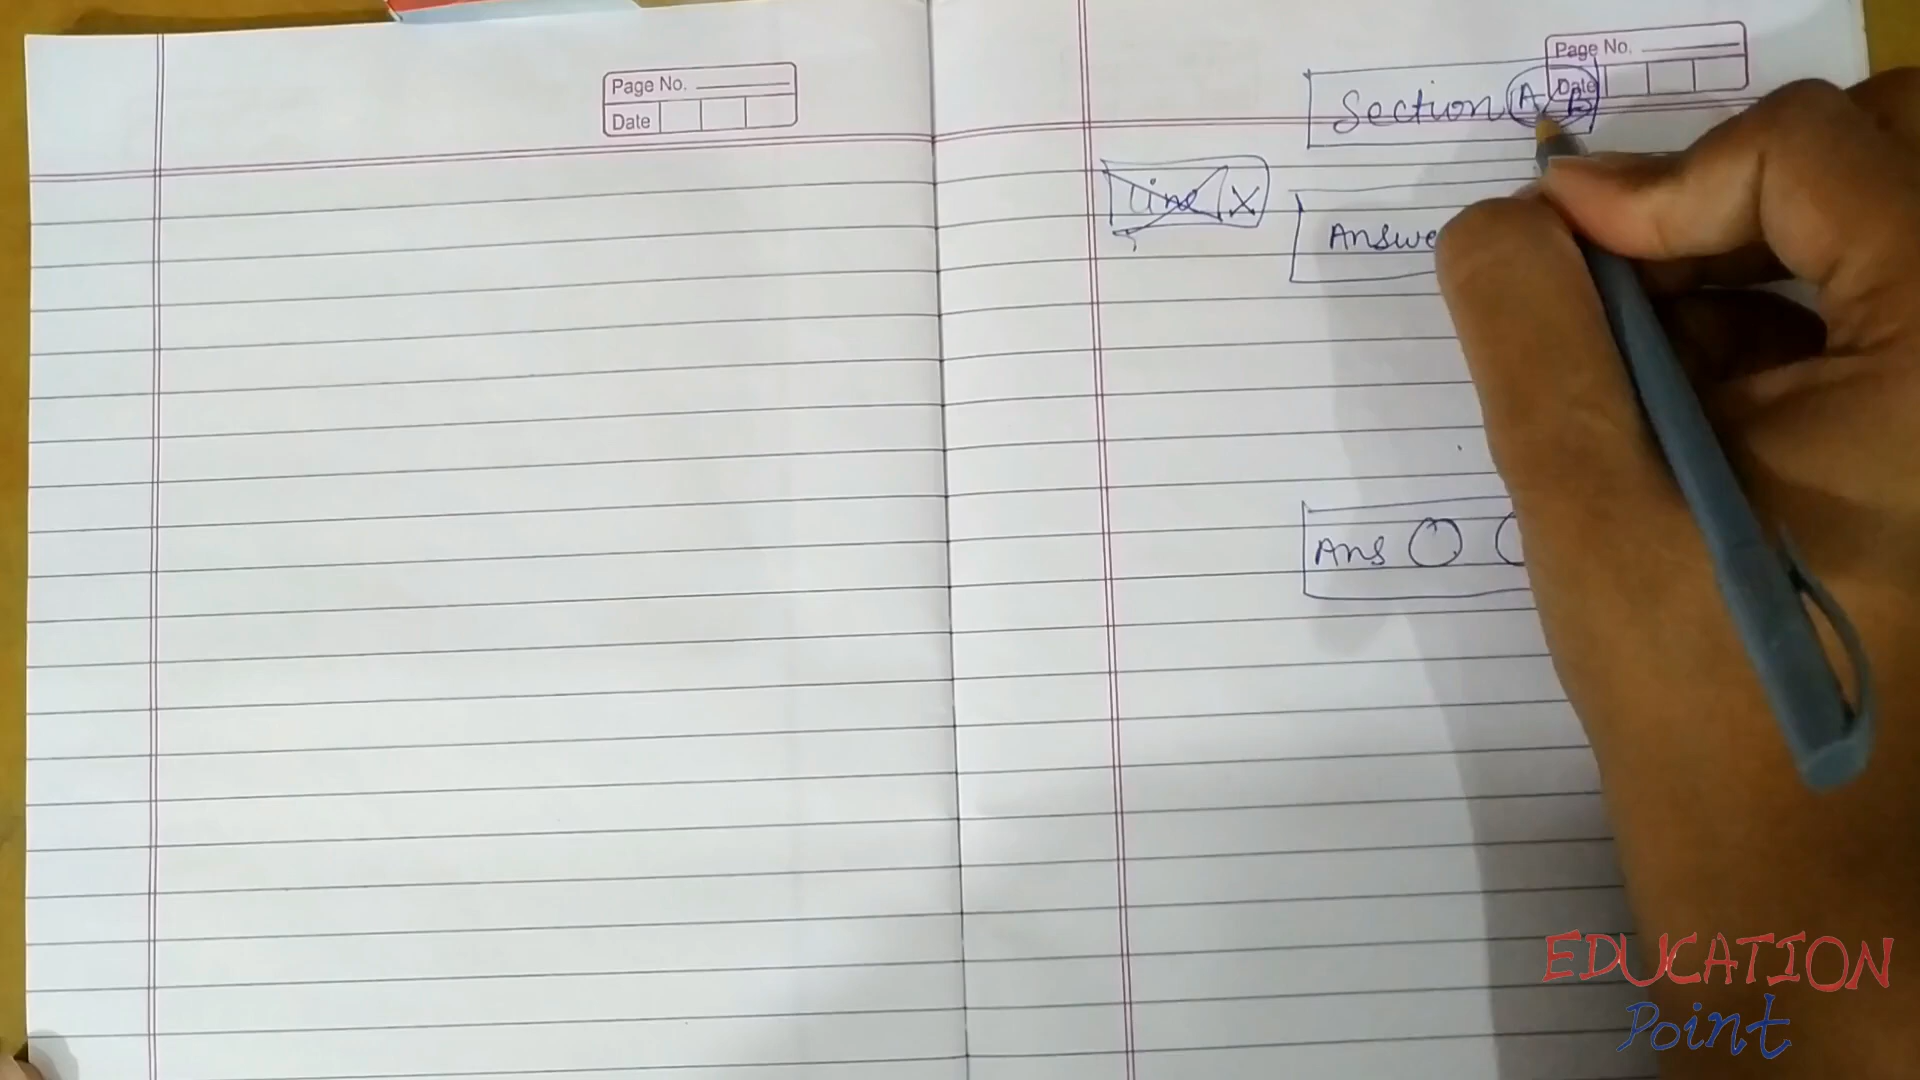 Page No.
Date
Page No.
Date
Section A B
Line X
Answe
Ans
EDUCATION
Point